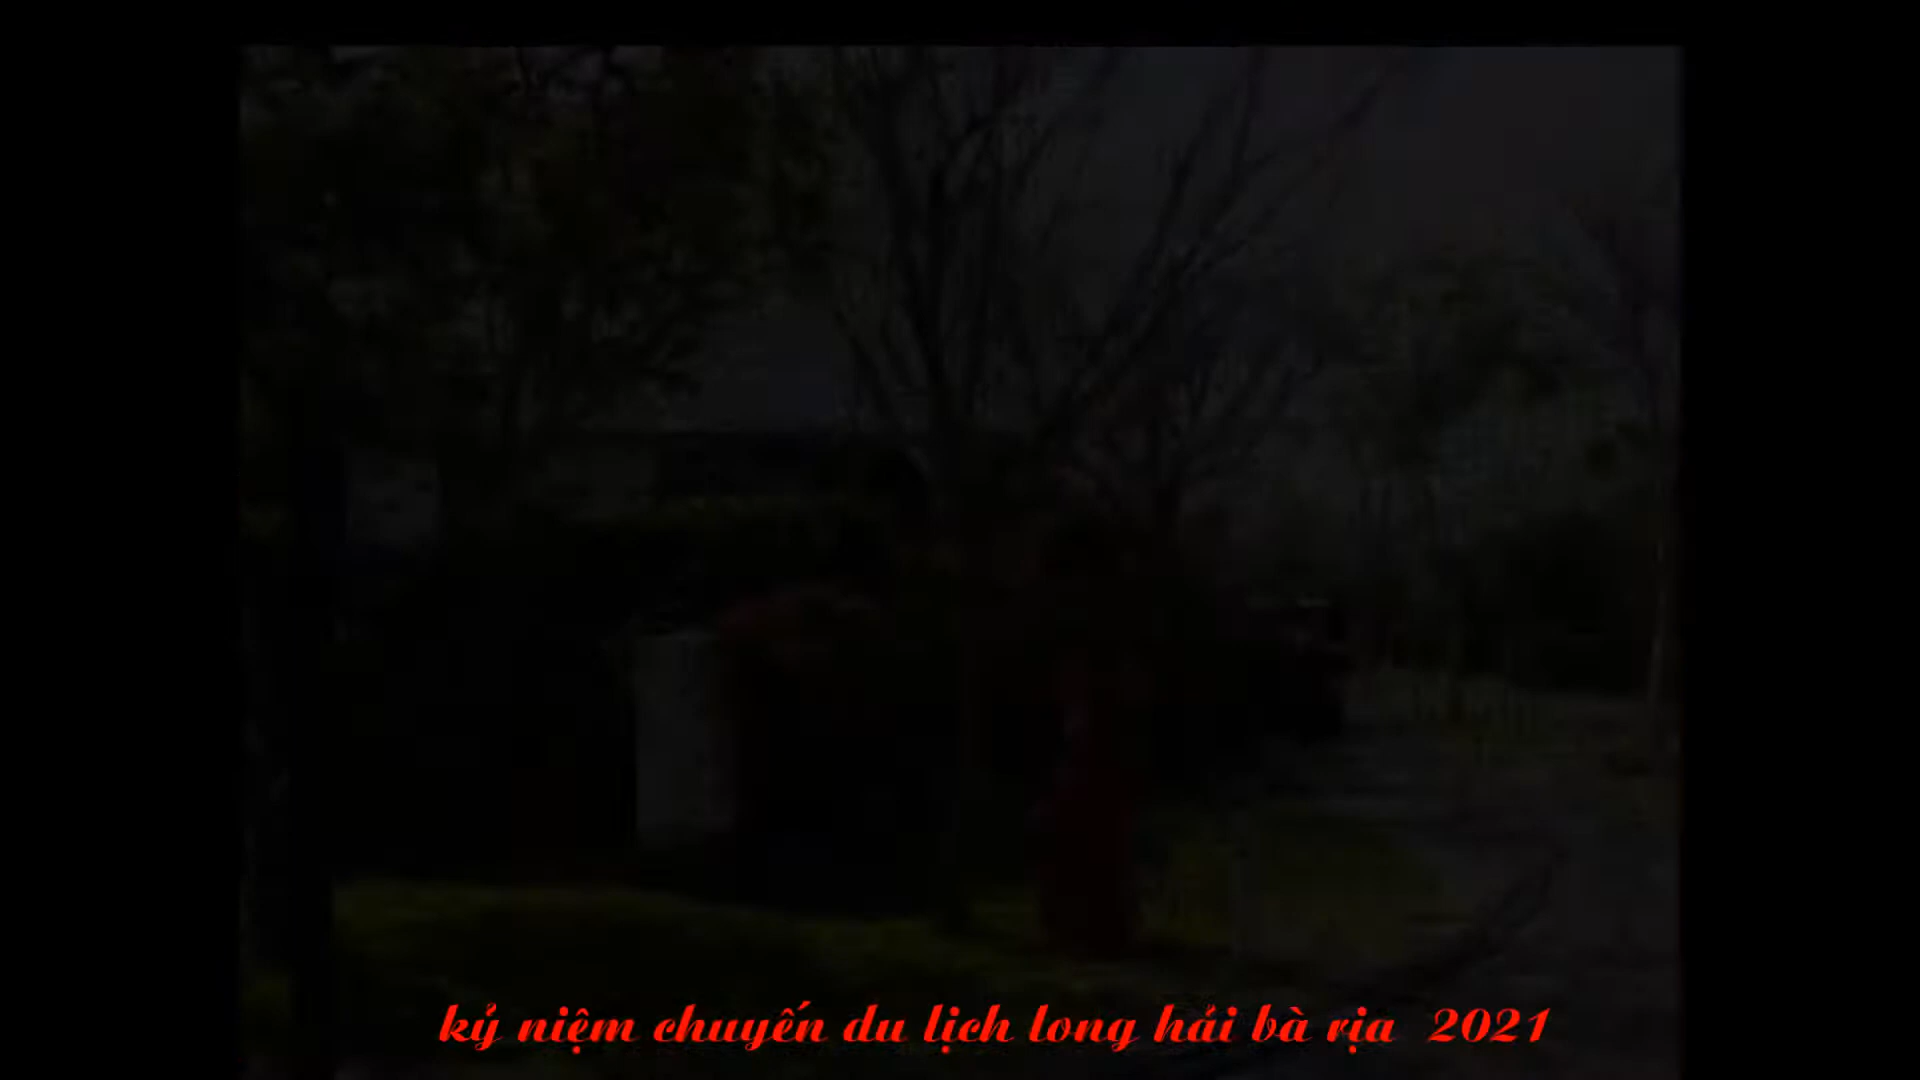 kỷ niệm chuyến du lịch long hải bà rịa 2021